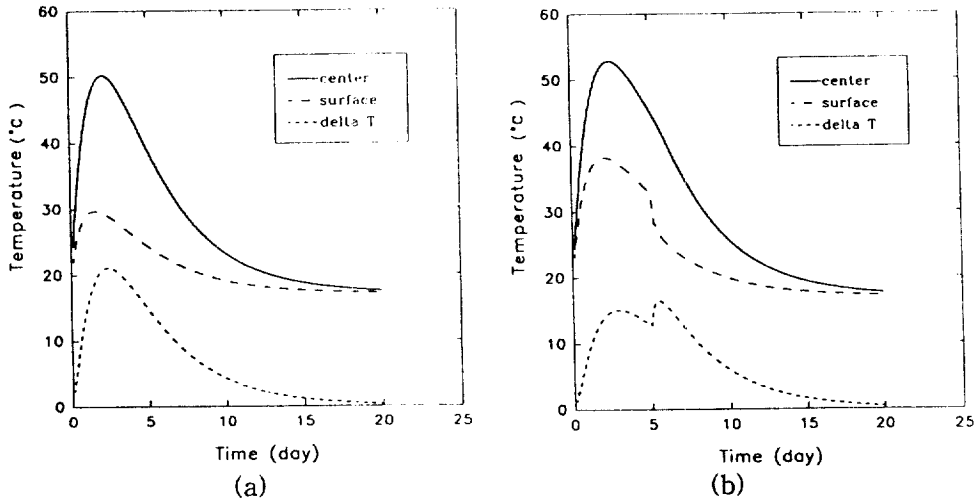 60
50
40
30
20
10
0
0 5 10 15 20 25
Temperature (°C)
Time (day)
center
surface
delta T
(a)
60
50
40
30
20
10
0
0 5 10 15 20 25
Temperature (°C)
Time (day)
center
surface
delta T
(b)